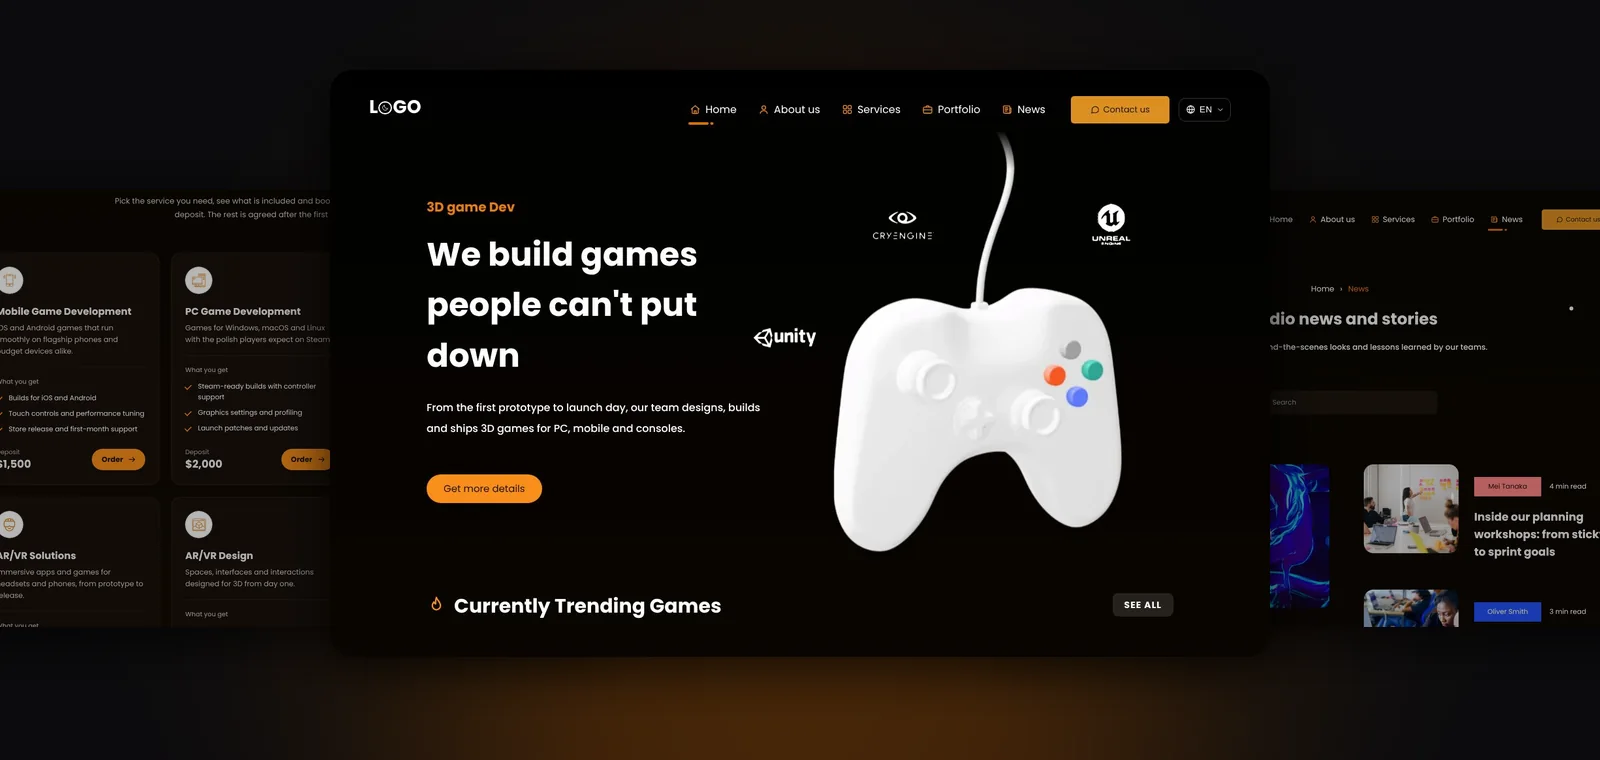 LOGO
Home
About us
Services
Portfolio
News
Contact us
EN
3D game Dev
We build games
people can't put
down
From the first prototype to launch day, our team designs, builds
and ships 3D games for PC, mobile and consoles.
Get more details
CRYENGINE
UNREAL
ENGINE
unity
Currently Trending Games
SEE ALL
Pick the service you need, see what is included and
deposit. The rest is agreed after the first
Mobile Game Development
and Android games that run
smoothly on flagship phones and
budget devices alike.
What you get
Builds for iOS and Android
Touch controls and performance tuning
Store release and first-month support
Deposit
$1,500
Order
PC Game Development
Games for Windows, macOS and Linux
with the polish players expect on Steam
What you get
Steam-ready builds with controller
support
Graphics settings and profiling
Launch patches and updates
Deposit
$2,000
Order
AR/VR Solutions
Immersive apps and games for
headsets and phones, from prototype to
release.
What you get
AR/VR Design
Spaces, interfaces and interactions
designed for 3D from day one.
What you get
Home
About us
Services
Portfolio
News
Contact us
Home › News
dio news and stories
nd-the-scenes looks and lessons learned by our teams.
Search
Mei Tanaka
4 min read
Inside our planning
workshops: from stick
to sprint goals
Oliver Smith
3 min read